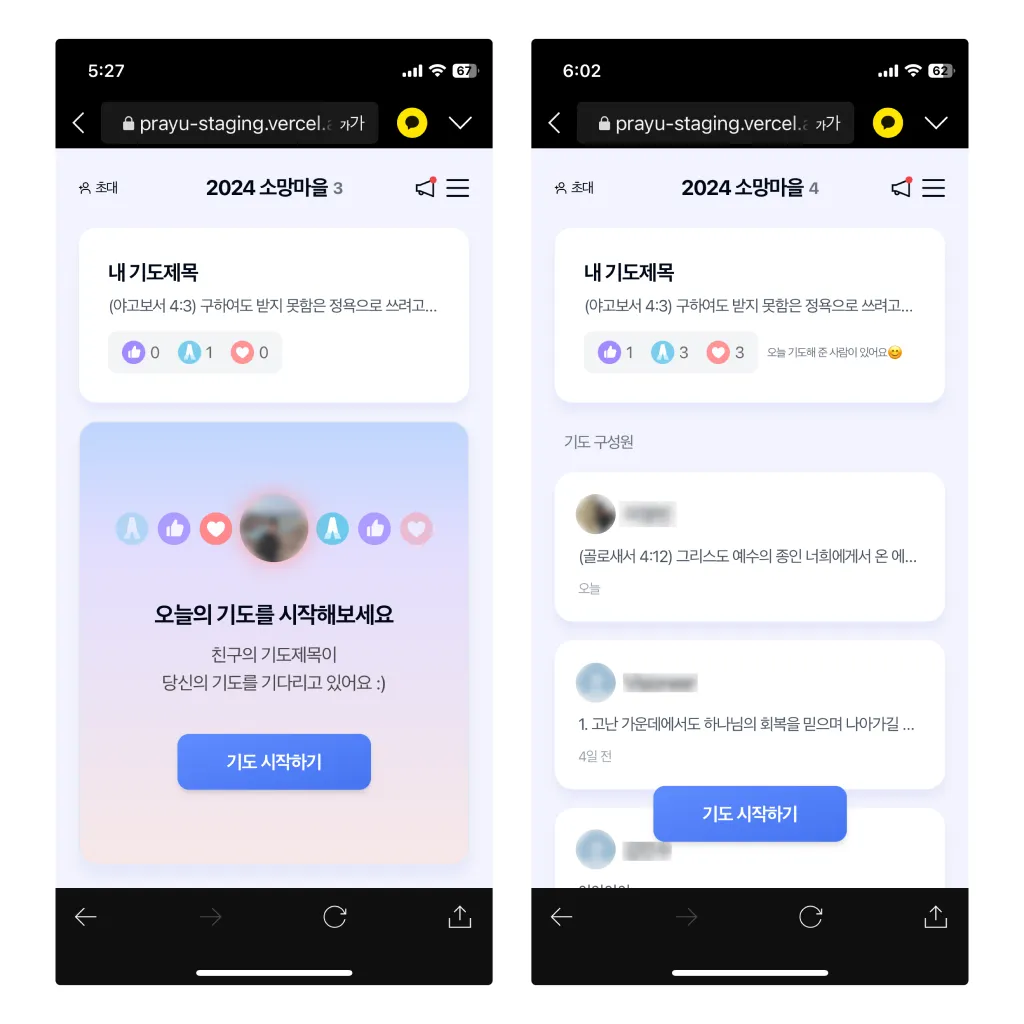 5:27
67
prayu-staging.vercel.a 가가
초대
2024 소망마을 3
내 기도제목
(야고보서 4:3) 구하여도 받지 못함은 정욕으로 쓰려고...
0 1 0
오늘의 기도를 시작해보세요
친구의 기도제목이
당신의 기도를 기다리고 있어요 :)
기도 시작하기
6:02
62
prayu-staging.vercel.a 가가
초대
2024 소망마을 4
내 기도제목
(야고보서 4:3) 구하여도 받지 못함은 정욕으로 쓰려고...
1 3 3 오늘 기도해 준 사람이 있어요😊
기도 구성원
(골로새서 4:12) 그리스도 예수의 종인 너희에게서 온 에...
오늘
1. 고난 가운데에서도 하나님의 회복을 믿으며 나아가길 ...
4일 전
기도 시작하기